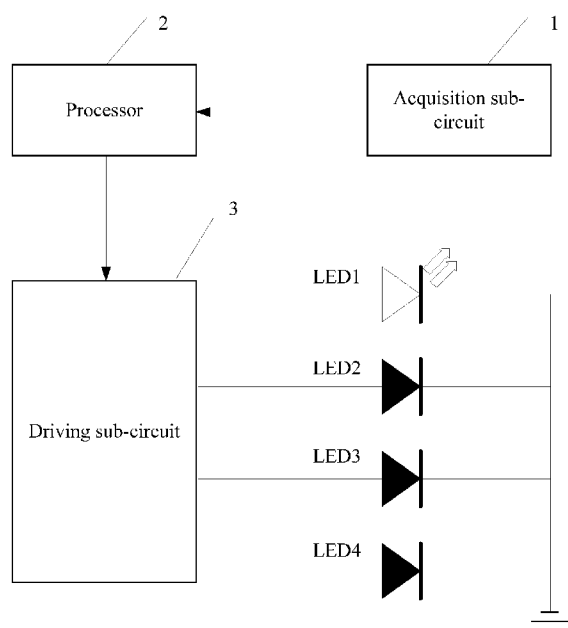 2
1
Processor
Acquisition sub-
circuit
3
LED1
LED2
LED3
Driving sub-circuit
LED4